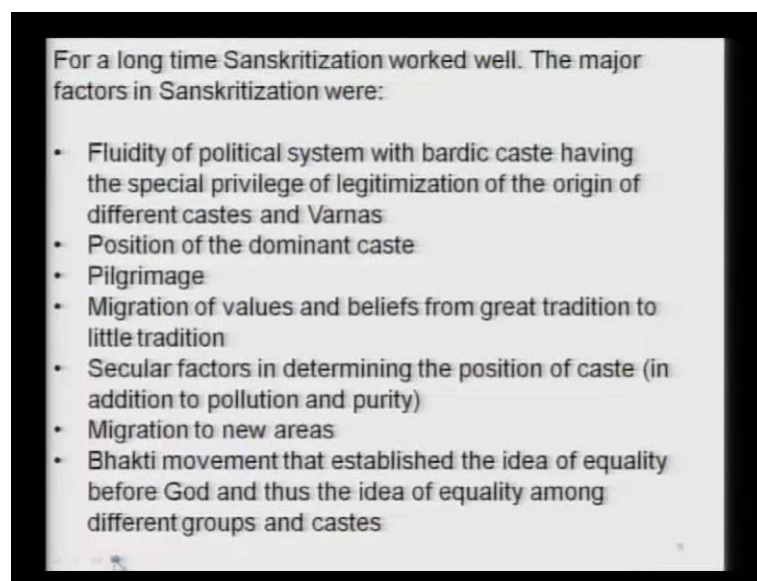 For a long time Sanskritization worked well. The major
factors in Sanskritization were:
• Fluidity of political system with bardic caste having
the special privilege of legitimization of the origin of
different castes and Varnas
• Position of the dominant caste
• Pilgrimage
• Migration of values and beliefs from great tradition to
little tradition
• Secular factors in determining the position of caste (in
addition to pollution and purity)
• Migration to new areas
• Bhakti movement that established the idea of equality
before God and thus the idea of equality among
different groups and castes